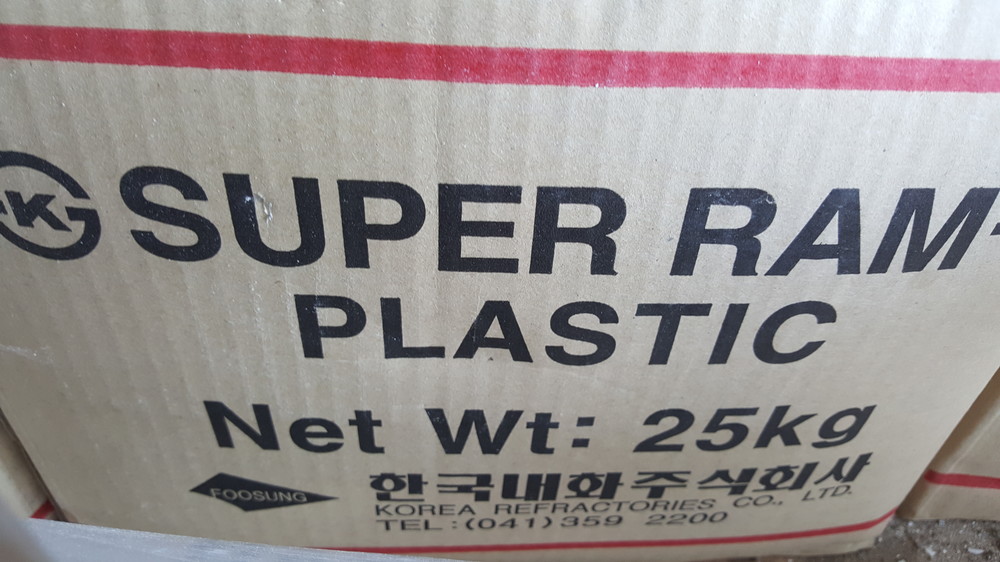 K SUPER RAM-
PLASTIC
Net Wt: 25kg
FOOSUNG 한국내화주식회사
KOREA REFRACTORIES CO., LTD.
TEL:(041)359 2200